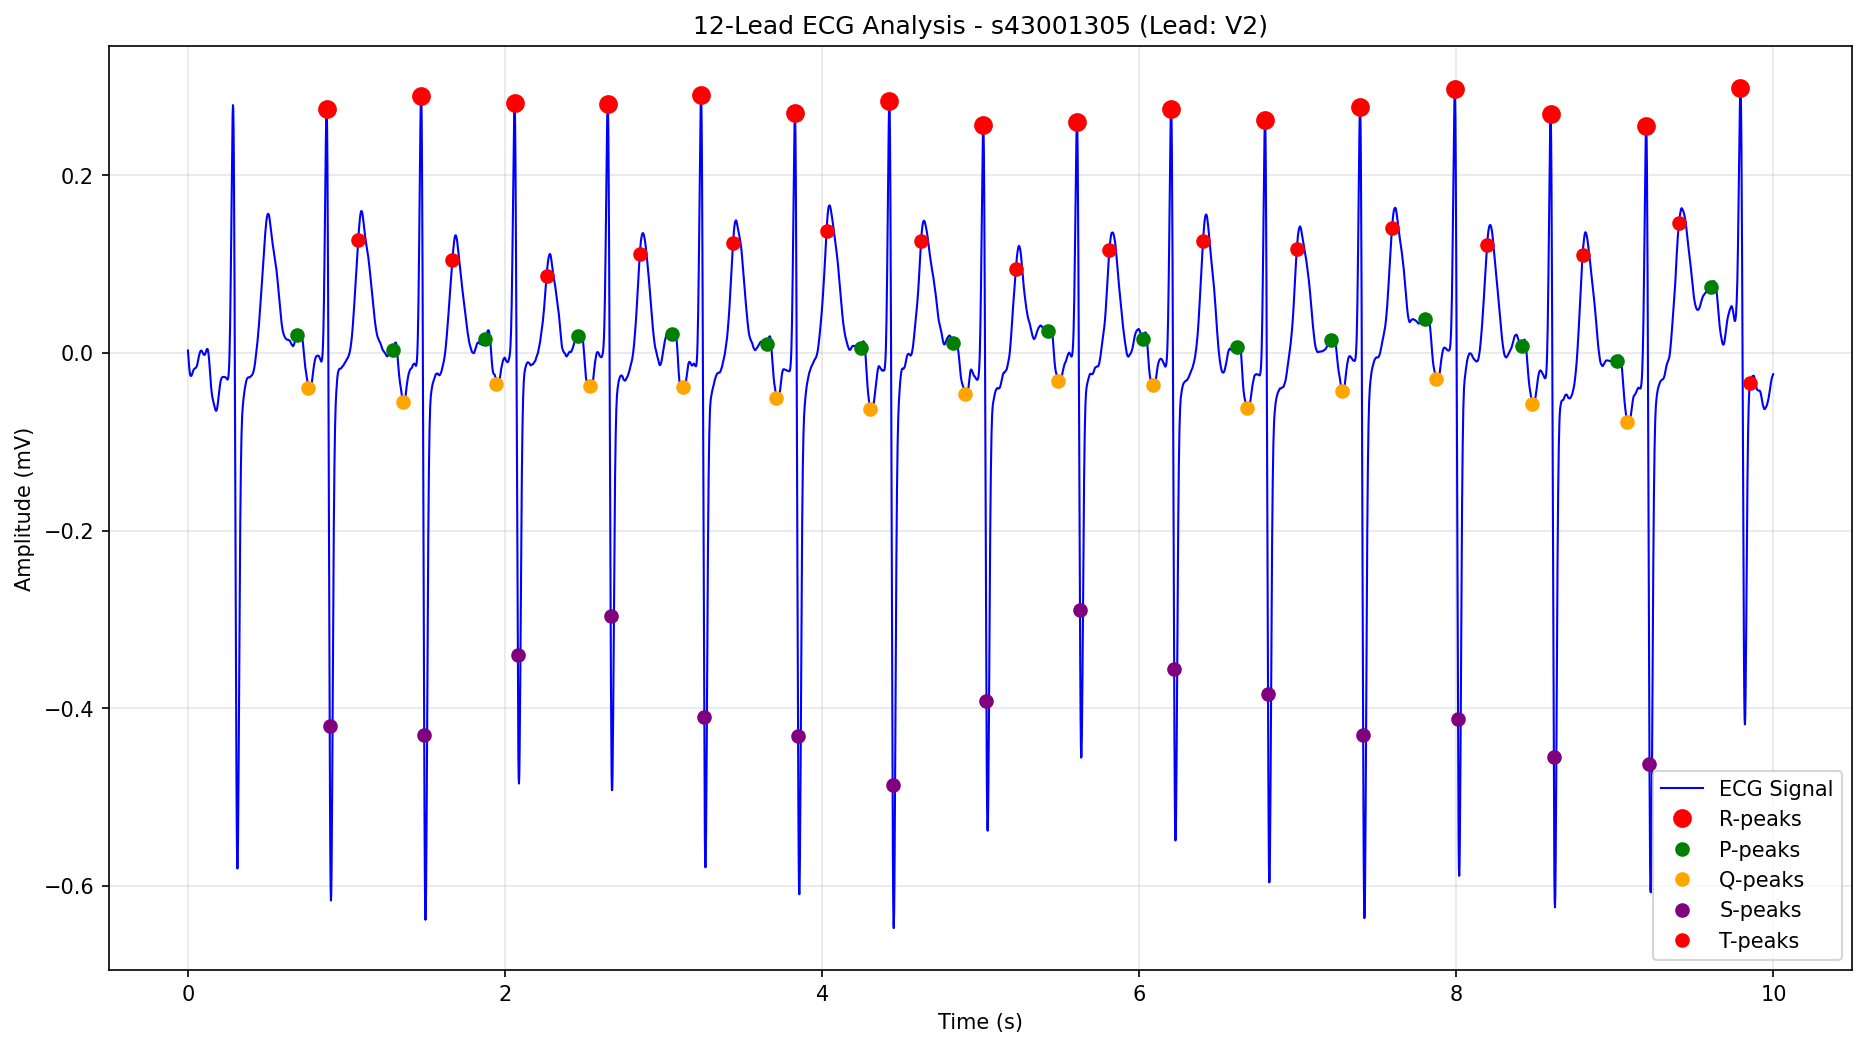 12-Lead ECG Analysis - s43001305 (Lead: V2)
Amplitude (mV)
0.2
0.0
−0.2
−0.4
−0.6
ECG Signal
R-peaks
P-peaks
Q-peaks
S-peaks
T-peaks
0 2 4 6 8 10
Time (s)